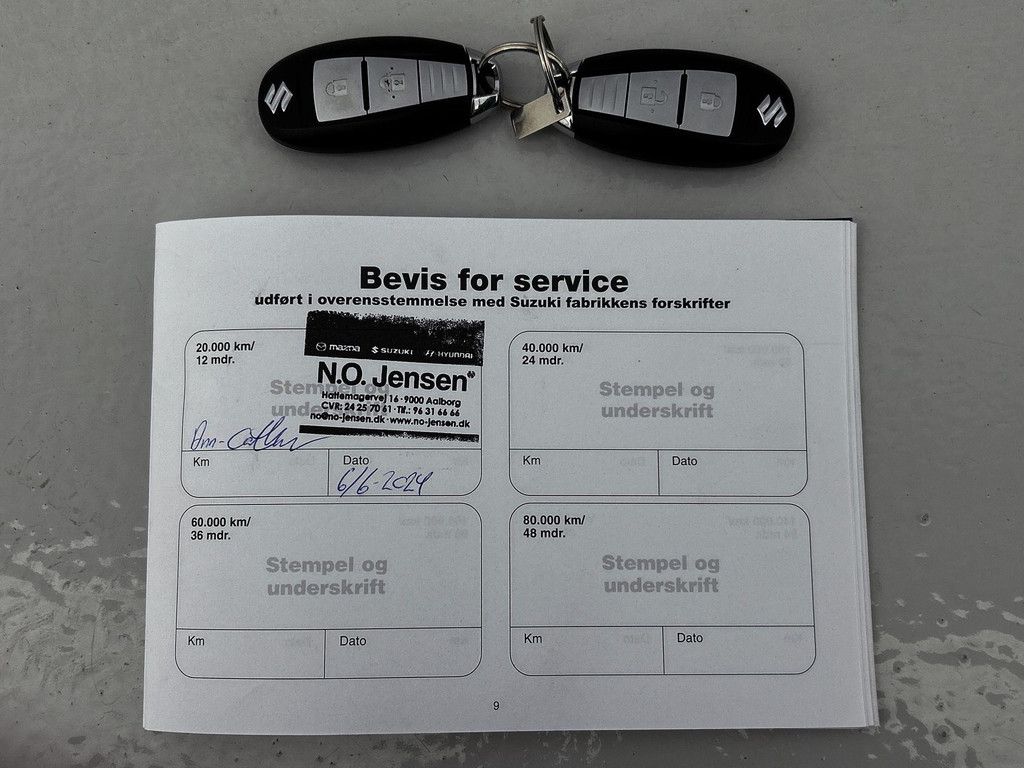 Bevis for service
udført i overensstemmelse med Suzuki fabrikkens forskrifter
20.000 km/
12 mdr.
Stempel og
underskrift
mazda SUZUKI HYUNDAI
N.O. Jensen
Hattemagervej 16 · 9000 Aalborg
CVR: 24 25 70 61 · Tlf.: 96 31 66 66
no@no-jensen.dk · www.no-jensen.dk
Km
Dato
6/6-2024
40.000 km/
24 mdr.
Stempel og
underskrift
Km
Dato
60.000 km/
36 mdr.
Stempel og
underskrift
Km
Dato
80.000 km/
48 mdr.
Stempel og
underskrift
Km
Dato
9